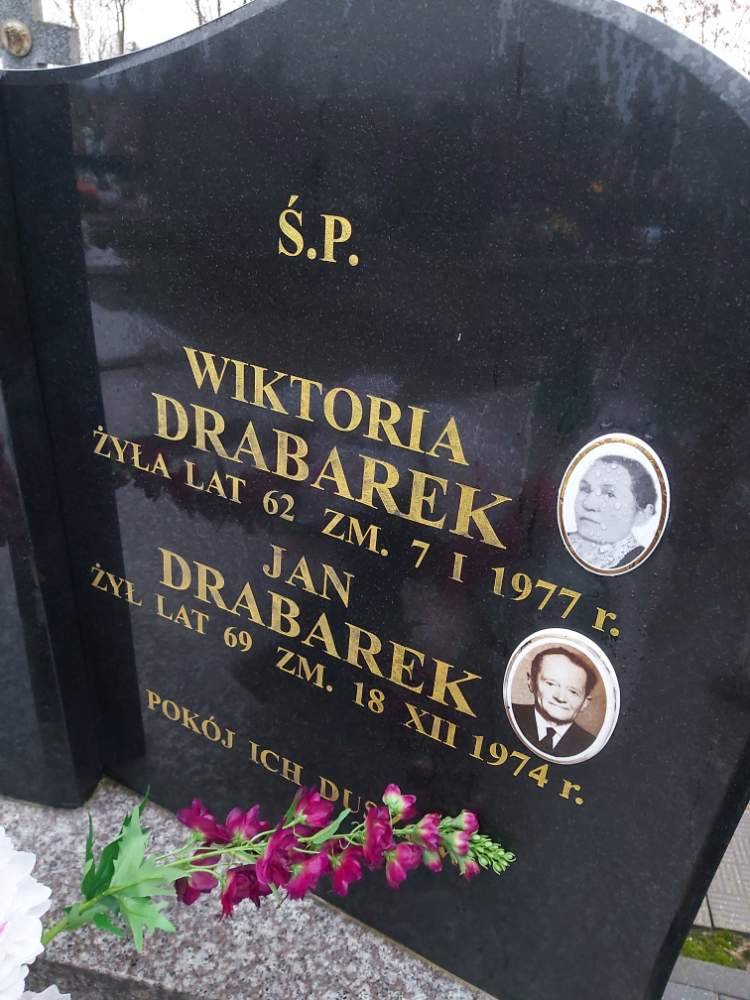 Ś.P.
WIKTORIA
DRABAREK
ŻYŁA LAT 62 ZM. 7 I 1977 r.
JAN
DRABAREK
ŻYŁ LAT 69 ZM. 18 XII 1974 r.
POKÓJ ICH